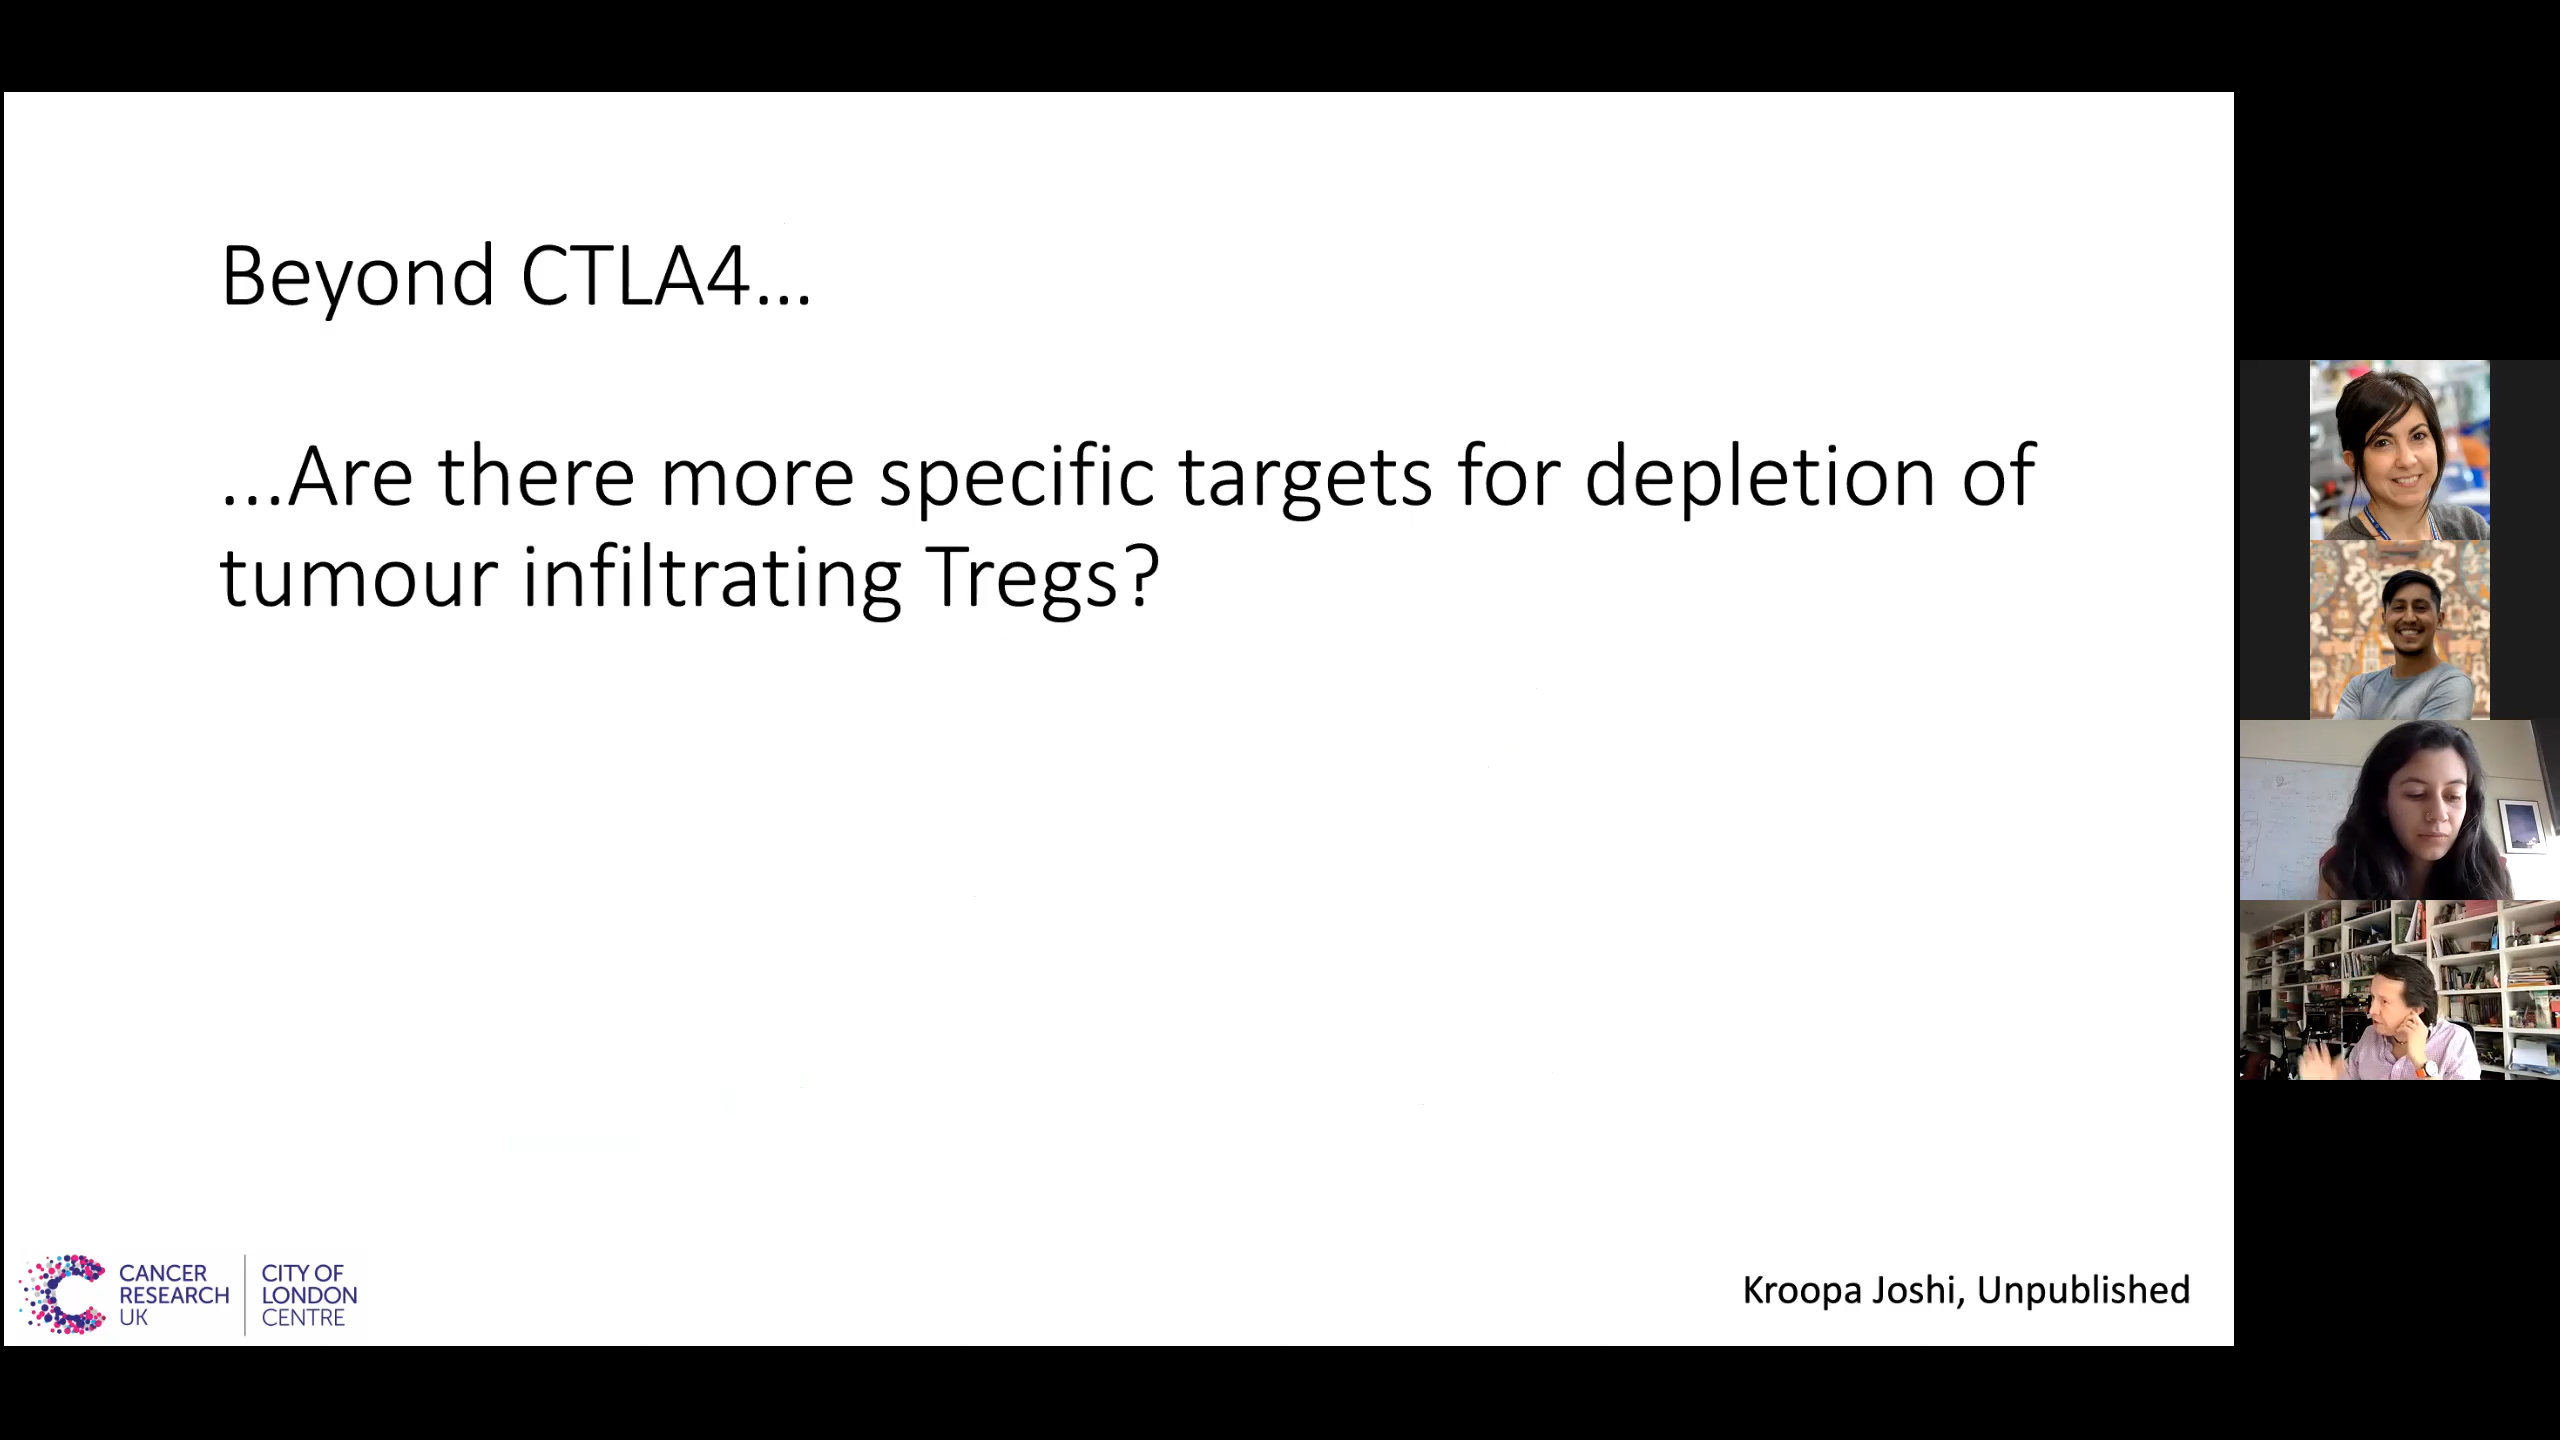 Beyond CTLA4...
...Are there more specific targets for depletion of
tumour infiltrating Tregs?
CANCER
RESEARCH
UK
CITY OF
LONDON
CENTRE
Kroopa Joshi, Unpublished